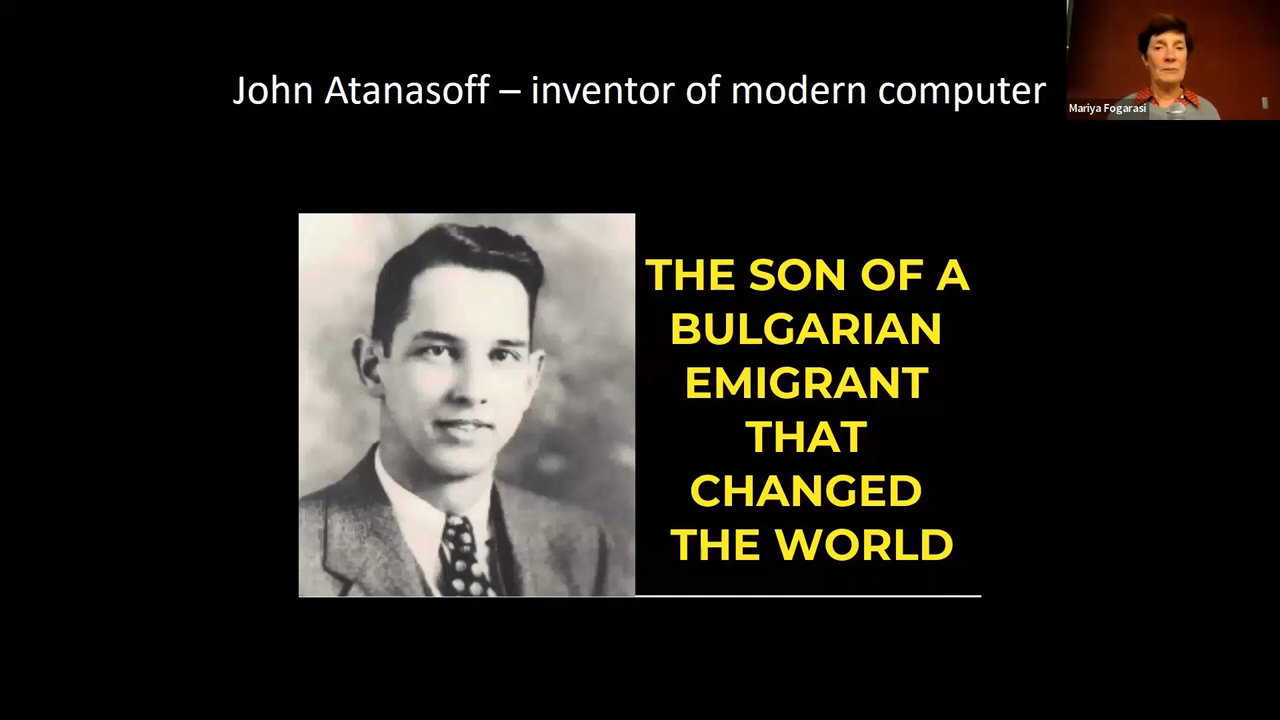 John Atanasoff – inventor of modern computer
Mariya Fogarasi
THE SON OF A
BULGARIAN
EMIGRANT
THAT
CHANGED
THE WORLD